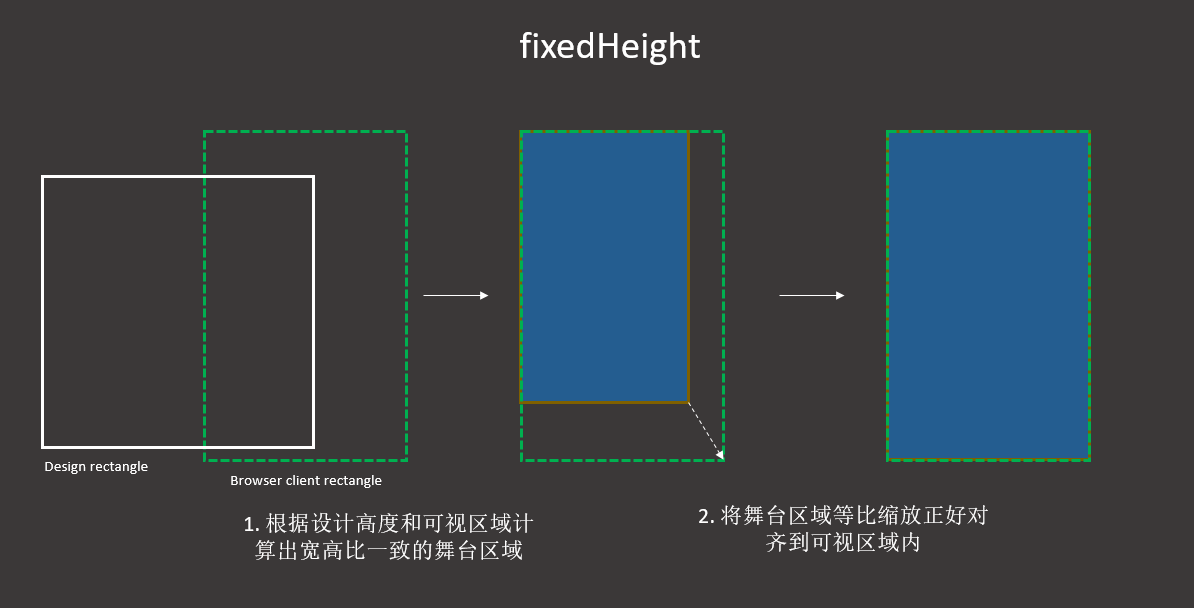 fixedHeight
Design rectangle
Browser client rectangle
1. 根据设计高度和可视区域计
算出宽高比一致的舞台区域
2. 将舞台区域等比缩放正好对
齐到可视区域内